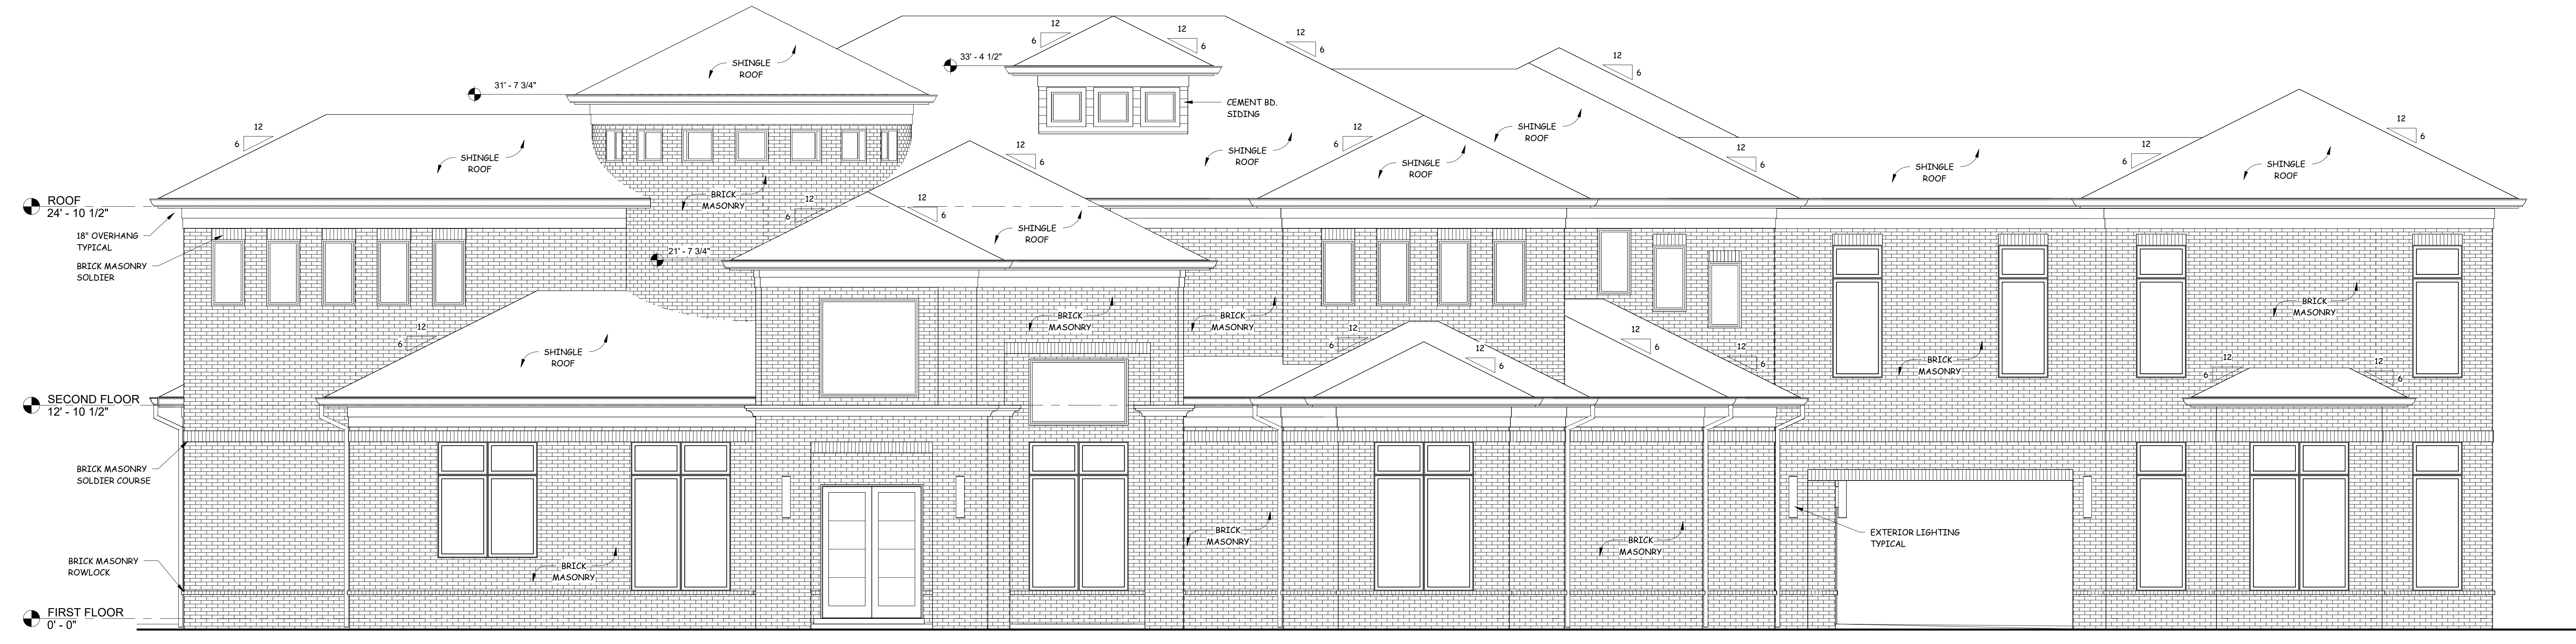 12
6
12
6
12
6
33' - 4 1/2"
SHINGLE
ROOF
12
6
31' - 7 3/4"
CEMENT BD.
SIDING
12
6
SHINGLE
ROOF
12
6
12
6
SHINGLE
ROOF
12
6
SHINGLE
ROOF
SHINGLE
ROOF
12
6
SHINGLE
ROOF
12
6
SHINGLE
ROOF
12
6
BRICK
MASONRY
12
6
12
6
ROOF
24' - 10 1/2"
SHINGLE
ROOF
18" OVERHANG
TYPICAL
BRICK MASONRY
SOLDIER
21' - 7 3/4"
BRICK
MASONRY
BRICK
MASONRY
BRICK
MASONRY
12
6
SHINGLE
ROOF
12
6
12
6
12
6
12
6
BRICK
MASONRY
12
6
12
6
SECOND FLOOR
12' - 10 1/2"
BRICK MASONRY
SOLDIER COURSE
BRICK
MASONRY
BRICK
MASONRY
EXTERIOR LIGHTING
TYPICAL
BRICK MASONRY
ROWLOCK
BRICK
MASONRY
FIRST FLOOR
0' - 0"